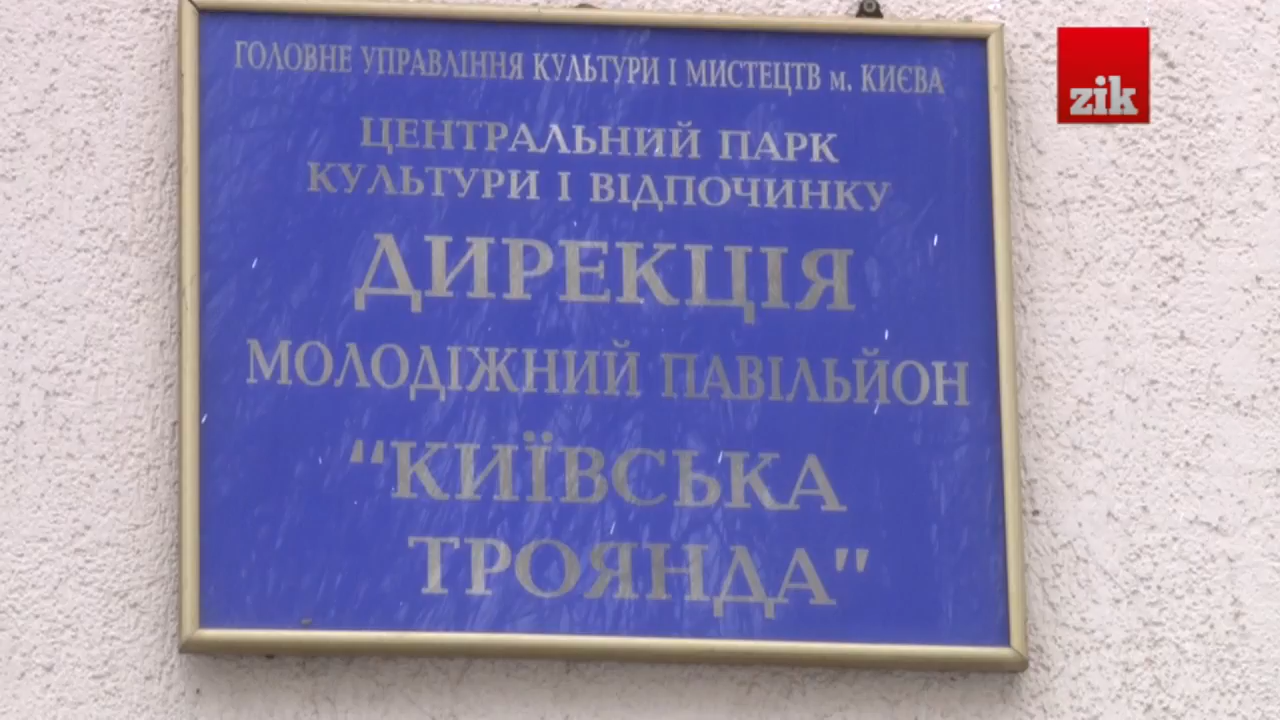 ГОЛОВНЕ УПРАВЛІННЯ КУЛЬТУРИ І МИСТЕЦТВ м. КИЄВА
zik
ЦЕНТРАЛЬНИЙ ПАРК
КУЛЬТУРИ І ВІДПОЧИНКУ
ДИРЕКЦІЯ
МОЛОДІЖНИЙ ПАВІЛЬЙОН
“КИЇВСЬКА
ТРОЯНДА”